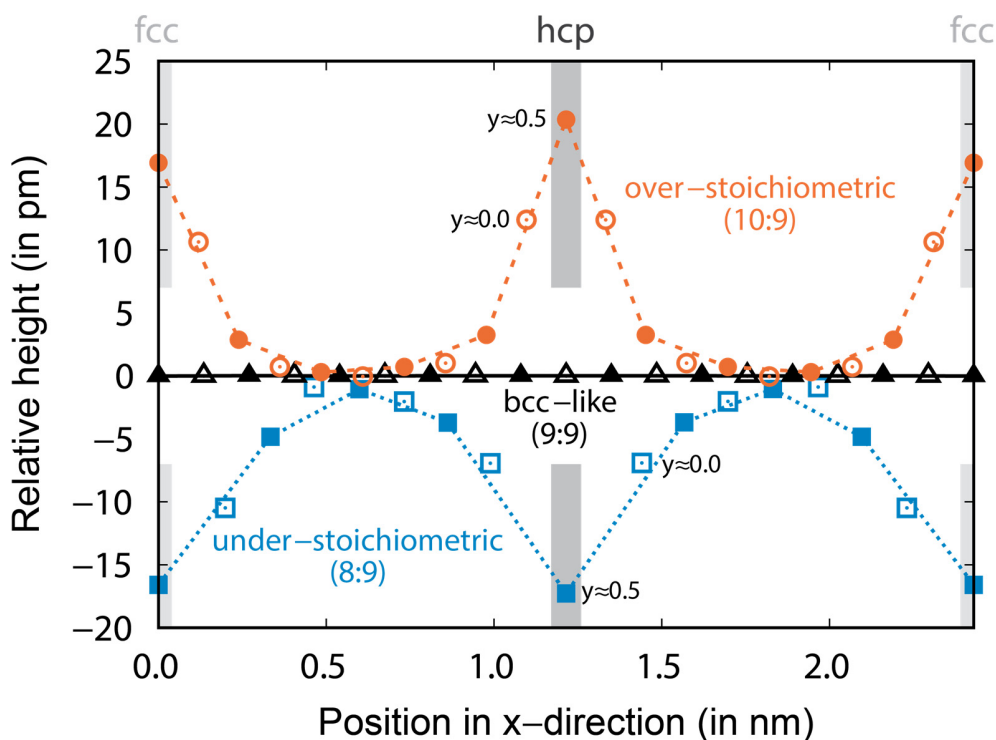 fcc hcp fcc
25
20
15
10
5
0
−5
−10
−15
−20
Relative height (in pm)
y≈0.5
y≈0.0
over−stoichiometric
(10:9)
bcc−like
(9:9)
y≈0.0
under−stoichiometric
(8:9)
y≈0.5
0.0 0.5 1.0 1.5 2.0
Position in x−direction (in nm)